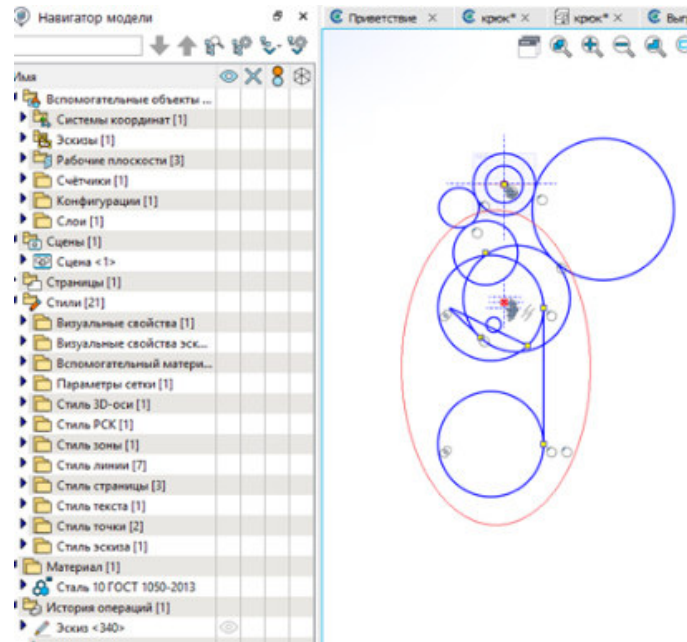 Навигатор модели
Приветствие
крюк*
крюк*
Имя
Вспомогательные объекты ...
Системы координат [1]
Эскизы [1]
Рабочие плоскости [3]
Счётчики [1]
Конфигурации [1]
Слои [1]
Сцены [1]
Сцена <1>
Страницы [1]
Стили [21]
Визуальные свойства [1]
Визуальные свойства эск...
Вспомогательный матери...
Параметры сетки [1]
Стиль 3D-оси [1]
Стиль РСК [1]
Стиль зоны [1]
Стиль линии [7]
Стиль страницы [3]
Стиль текста [1]
Стиль точки [2]
Стиль эскиза [1]
Материал [1]
Сталь 10 ГОСТ 1050-2013
История операций [1]
Эскиз <340>